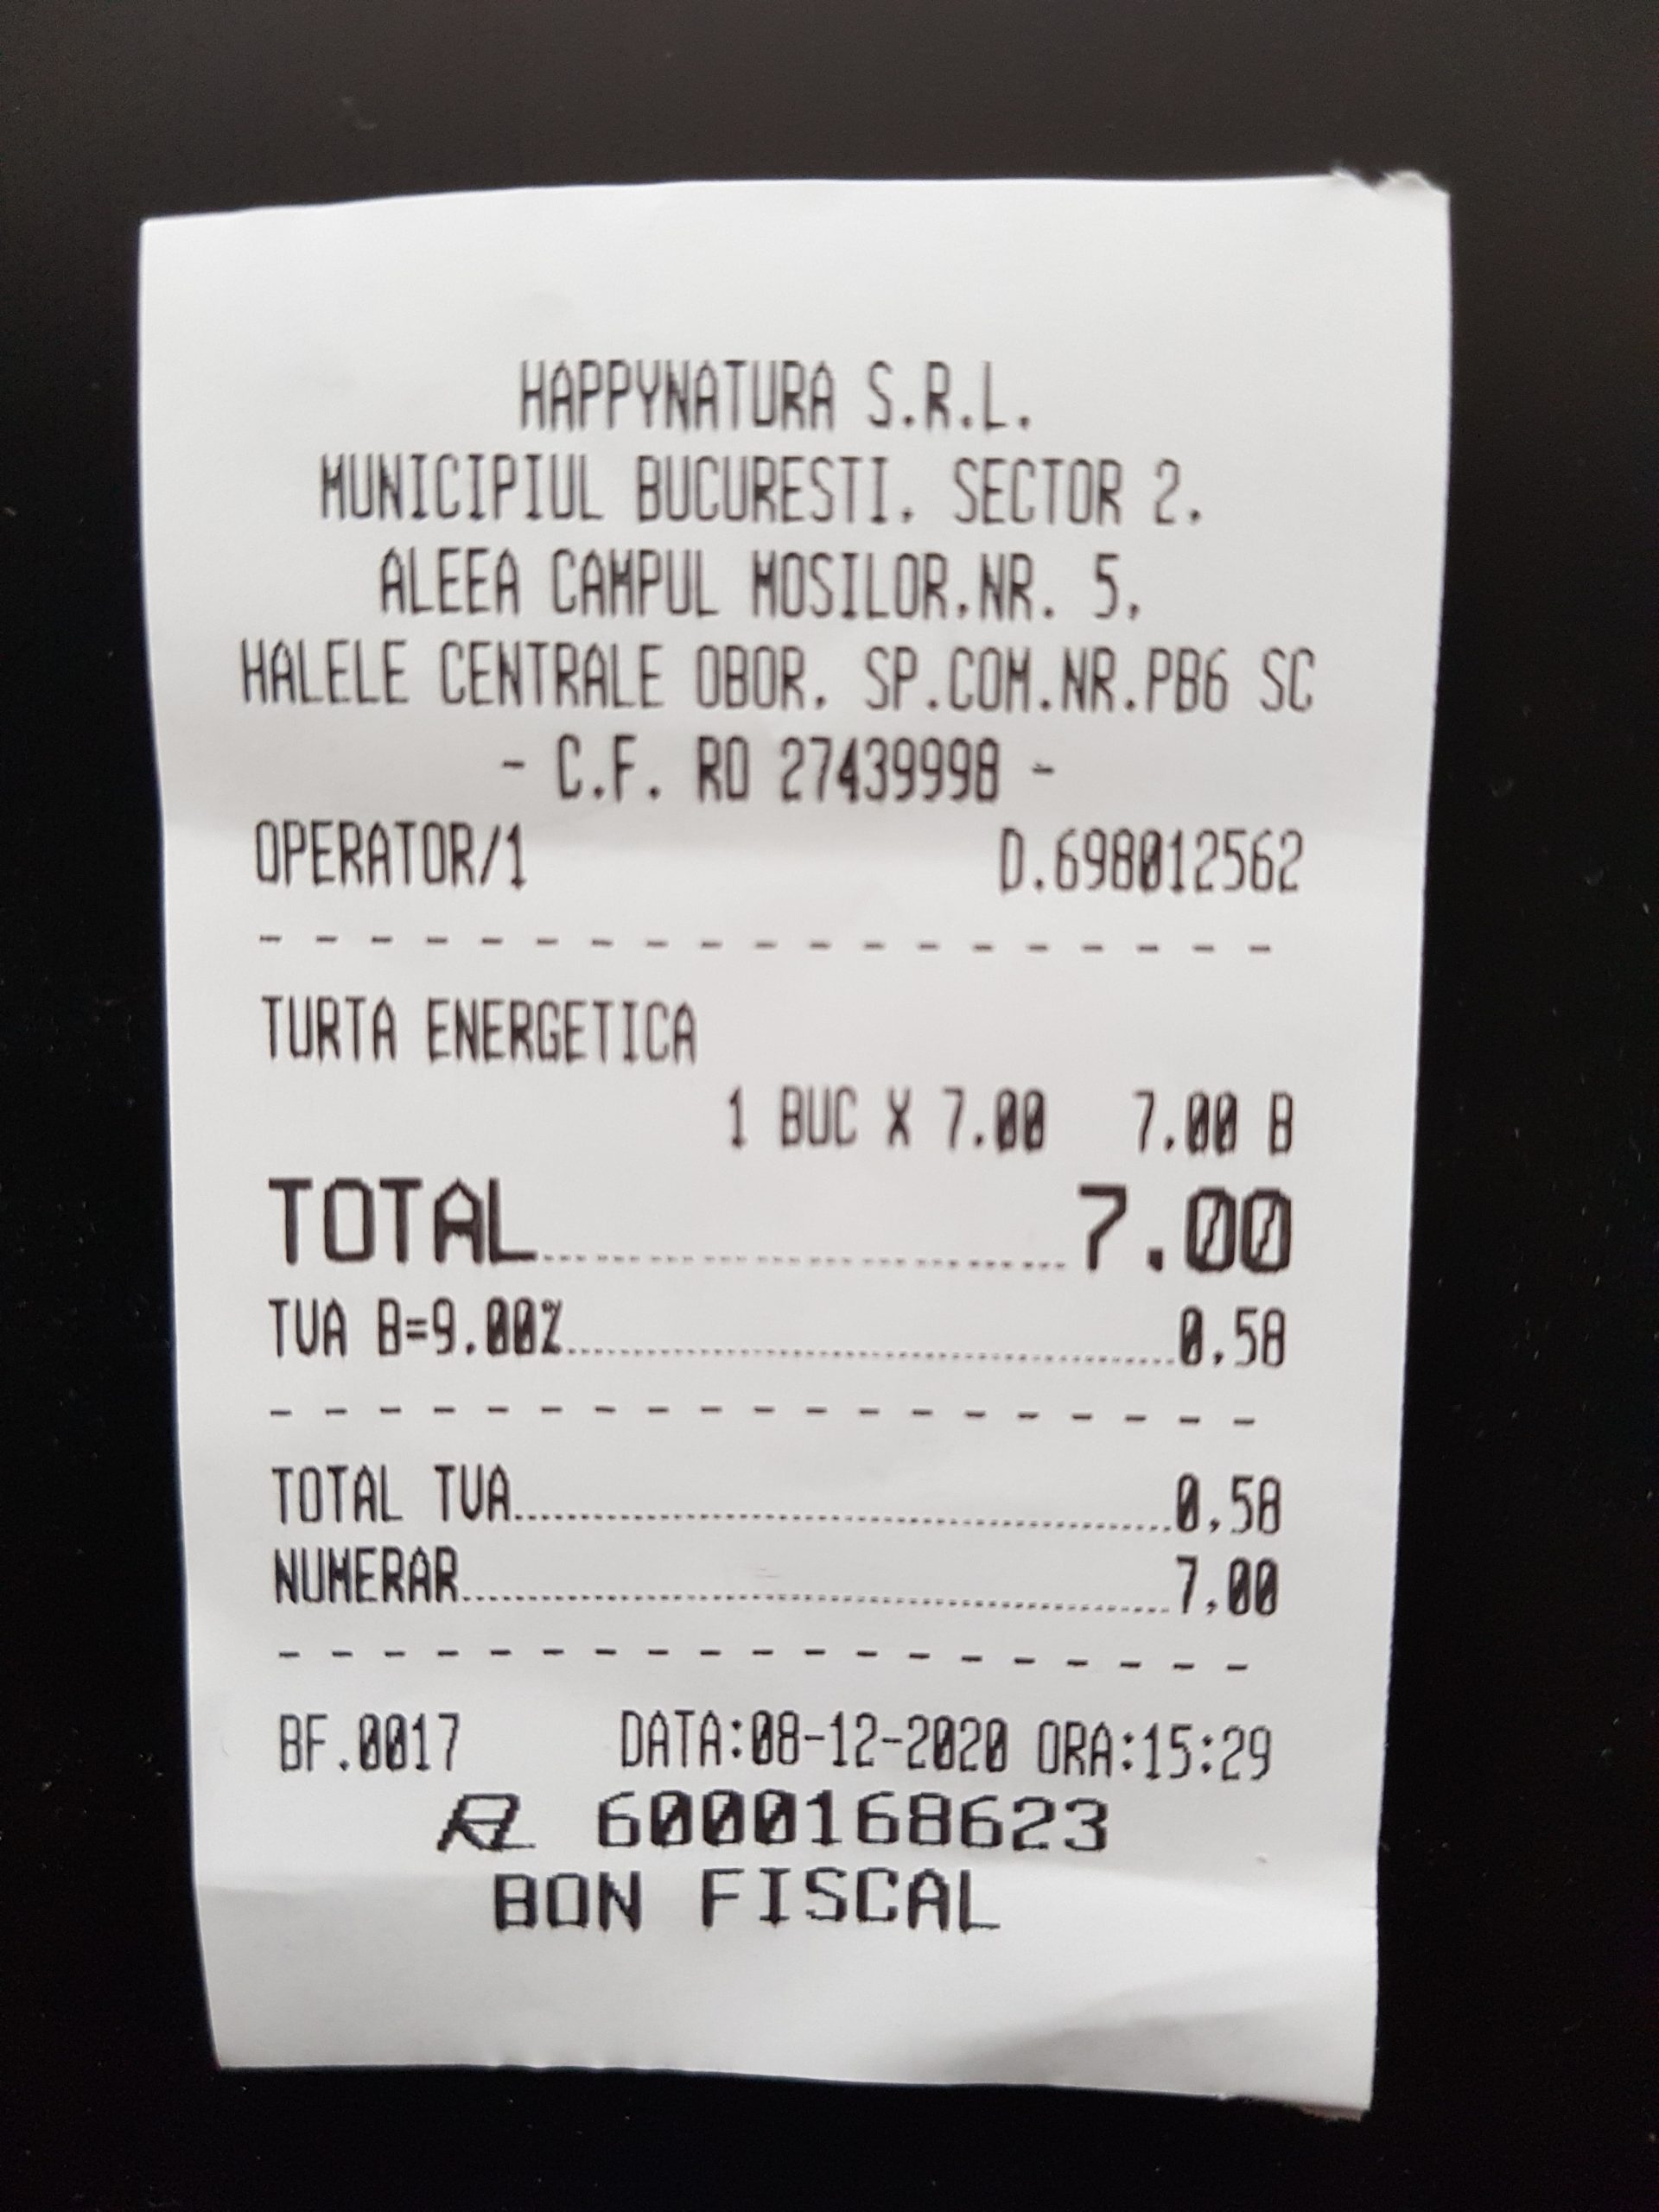 HAPPYNATURA S.R.L.
MUNICIPIUL BUCURESTI, SECTOR 2,
ALEEA CAMPUL MOSILOR,NR. 5,
HALELE CENTRALE OBOR, SP.COM.NR.PB6 SC
- C.F. RO 27439998 -
OPERATOR/1 D.698012562
- - - - - - - - - - - - - - - - - - -
TURTA ENERGETICA
1 BUC X 7.00 7.00 B
TOTAL 7.00
TVA B=9.00% 0.58
- - - - - - - - - - - - - - - - - - -
TOTAL TVA 0.58
NUMERAR 7.00
- - - - - - - - - - - - - - - - - - -
BF.0017 DATA:08-12-2020 ORA:15:29
6000168623
BON FISCAL